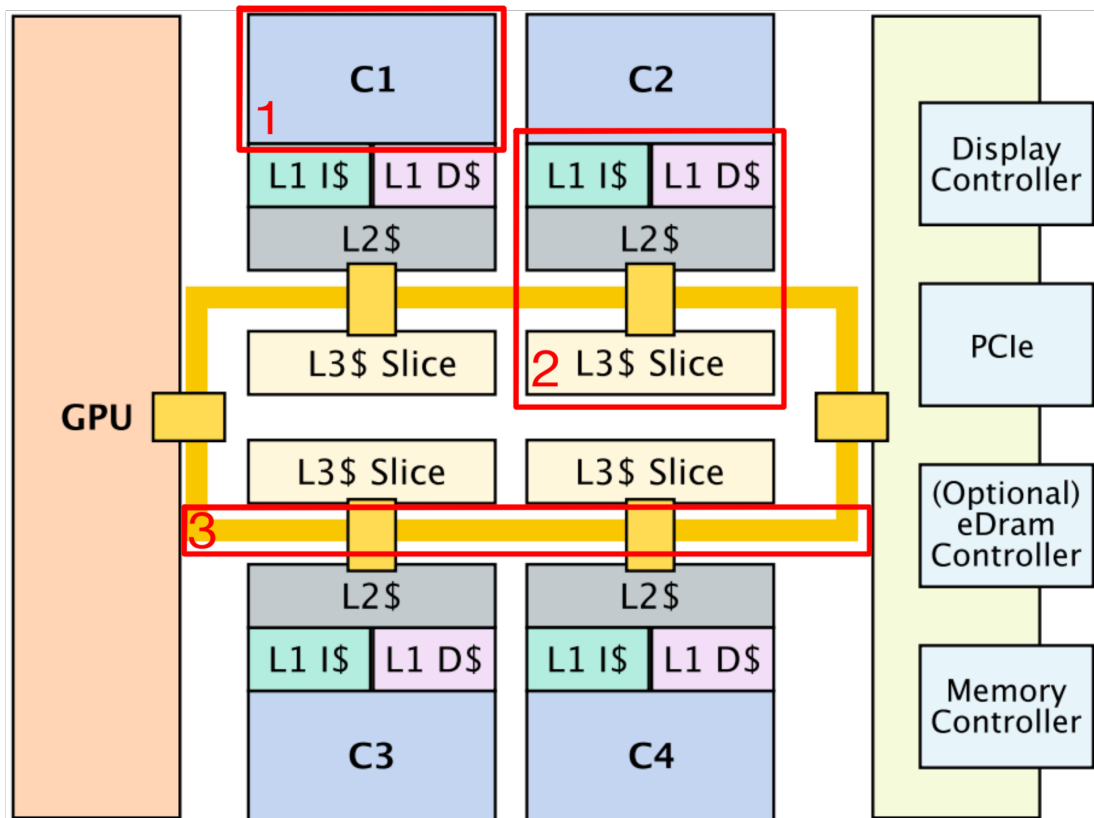 C1
C2
1
L1 I$
L1 D$
L1 I$
L1 D$
Display
Controller
L2$
L2$
L3$ Slice
2
L3$ Slice
PCIe
GPU
L3$ Slice
L3$ Slice
3
(Optional)
eDram
Controller
L2$
L2$
L1 I$
L1 D$
L1 I$
L1 D$
Memory
Controller
C3
C4